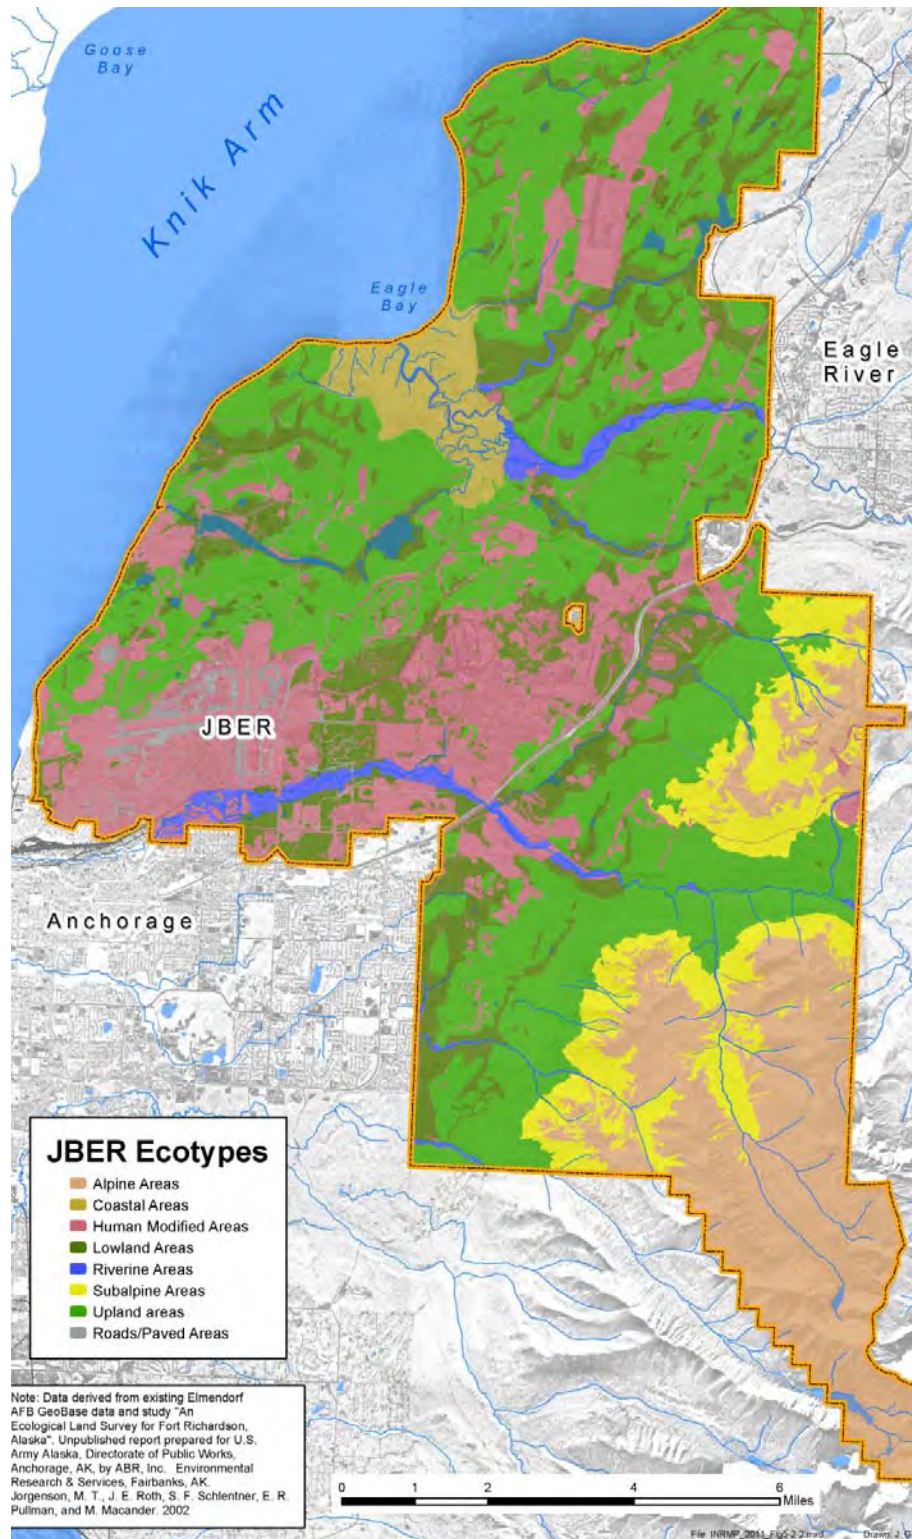 Goose
Bay
Knik Arm
Eagle
Bay
Eagle
River
JBER
Anchorage
JBER Ecotypes
Alpine Areas
Coastal Areas
Human Modified Areas
Lowland Areas
Riverine Areas
Subalpine Areas
Upland areas
Roads/Paved Areas
Note: Data derived from existing Elmendorf
AFB GeoBase data and study "An
Ecological Land Survey for Fort Richardson,
Alaska". Unpublished report prepared for U.S.
Army Alaska, Directorate of Public Works,
Anchorage, AK, by ABR, Inc. Environmental
Research & Services, Fairbanks, AK.
Jorgenson, M. T., J. E. Roth, S. F. Schlentner, E. R.
Pullman, and M. Macander. 2002
0 1 2 4 6
Miles